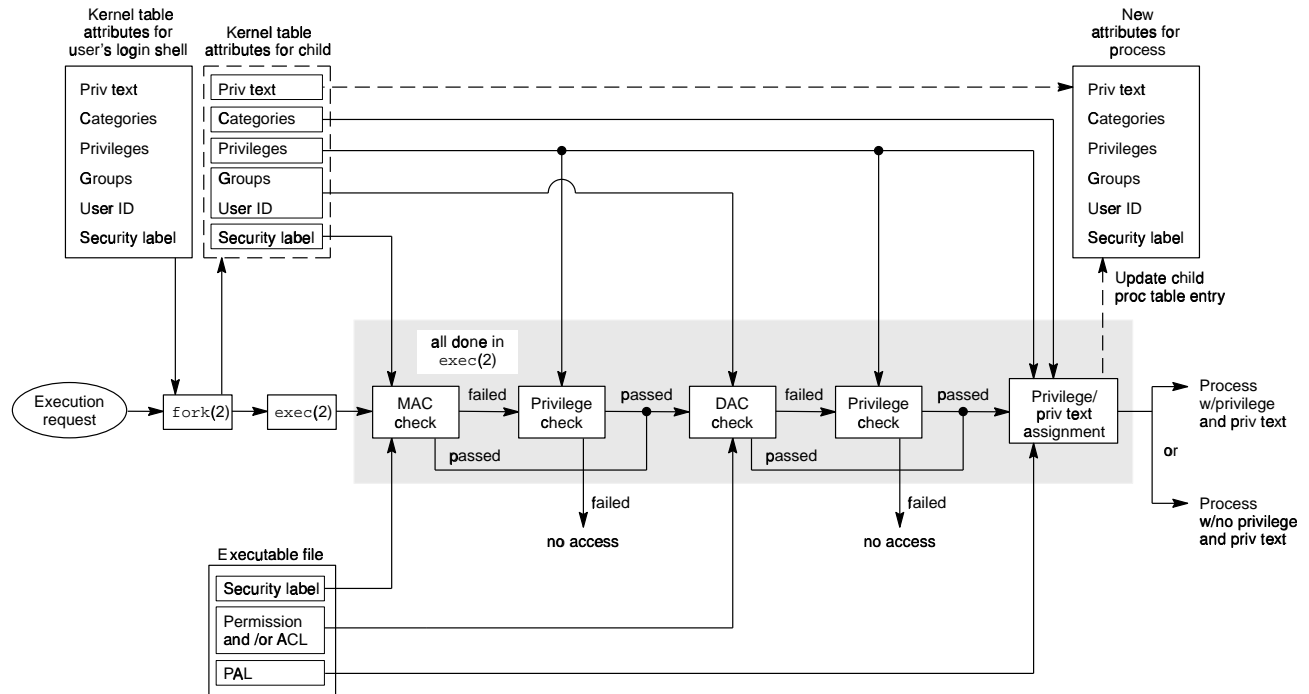 Kernel table
attributes for
user's login shell
Priv text
Categories
Privileges
Groups
User ID
Security label
Kernel table
attributes for child
Priv text
Categories
Privileges
Groups
User ID
Security label
New
attributes for
process
Priv text
Categories
Privileges
Groups
User ID
Security label
Update child
proc table entry
all done in
exec(2)
Execution
request
fork(2)
exec(2)
MAC
check
failed
passed
Privilege
check
passed
failed
no access
DAC
check
failed
passed
Privilege
check
passed
failed
no access
Privilege/
priv text
assignment
Process
w/privilege
and priv text
or
Process
w/no privilege
and priv text
Executable file
Security label
Permission
and /or ACL
PAL